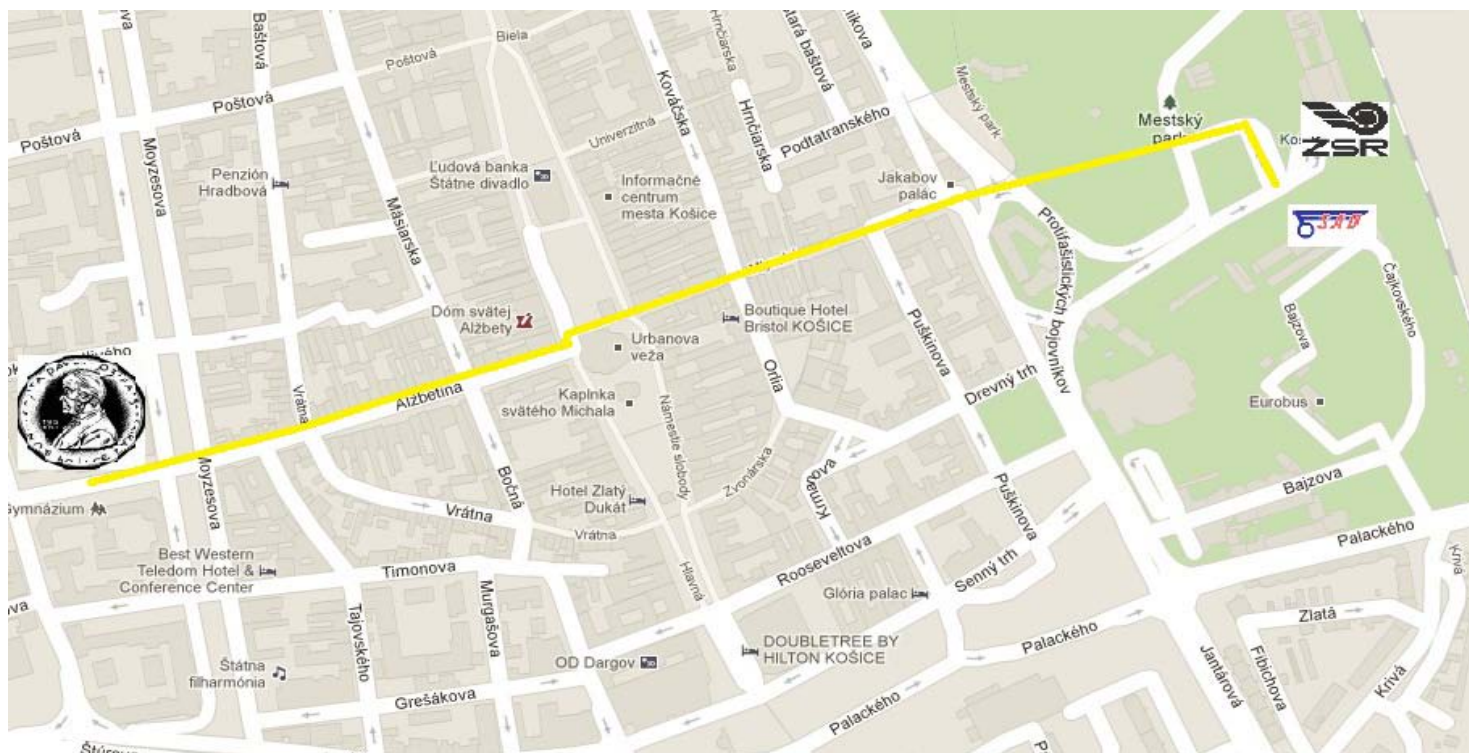 Poštová
Baštová
Mäsiarska
Biela
Poštová
Poštová
Moyzesova
Univerzitná
Kováčska
Hrnčiarska
Hrnčiarska
Stará baštová
Podtatranského
Mestský park
Mestský
park
ŽSR
SAD
Penzión
Hradbová
Ľudová banka
Štátne divadlo
Informačné
centrum
mesta Košice
Jakabov
palác
Protifašistických bojovníkov
Čajkovského
Bajzova
Eurobus
Dóm svätej
Alžbety
Urbanova
veža
Boutique Hotel
Bristol KOŠICE
Puškinova
Orlia
Drevný trh
Vrátna
Alžbetina
Kaplnka
svätého Michala
Námestie slobody
Zvonárska
Krmanova
Gymnázium
Moyzesova
Vrátna
Bočná
Hotel Zlatý
Dukát
Vrátna
Puškinova
Bajzova
Palackého
Krivá
Best Western
Teledom Hotel &
Conference Center
Timonova
Hlavná
Rooseveltova
Senný trh
Glória palac
Zlatá
Tajovského
Murgašova
Štátna
filharmónia
OD Dargov
DOUBLETREE BY
HILTON KOŠICE
Palackého
Jantárová
Fibichova
Krivá
Grešákova
Palackého